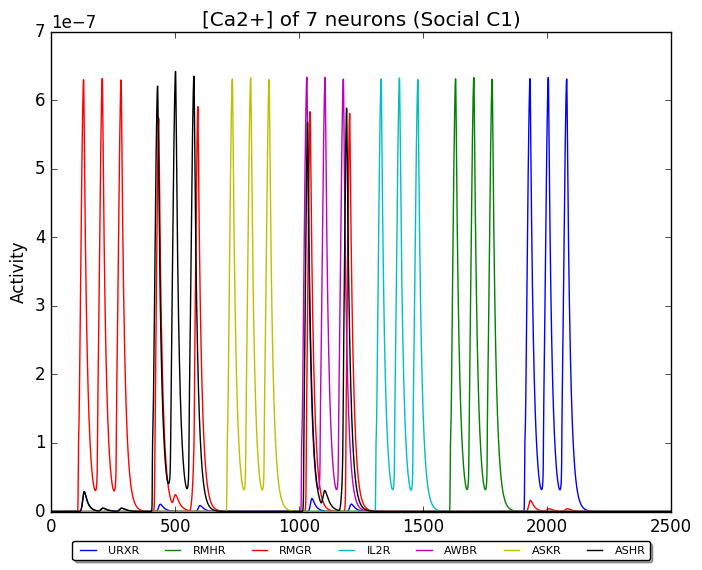 [Ca2+] of 7 neurons (Social C1)
1e−7
7
6
5
4
3
2
1
0
Activity
0 500 1000 1500 2000 2500
URXR RMHR RMGR IL2R AWBR ASKR ASHR